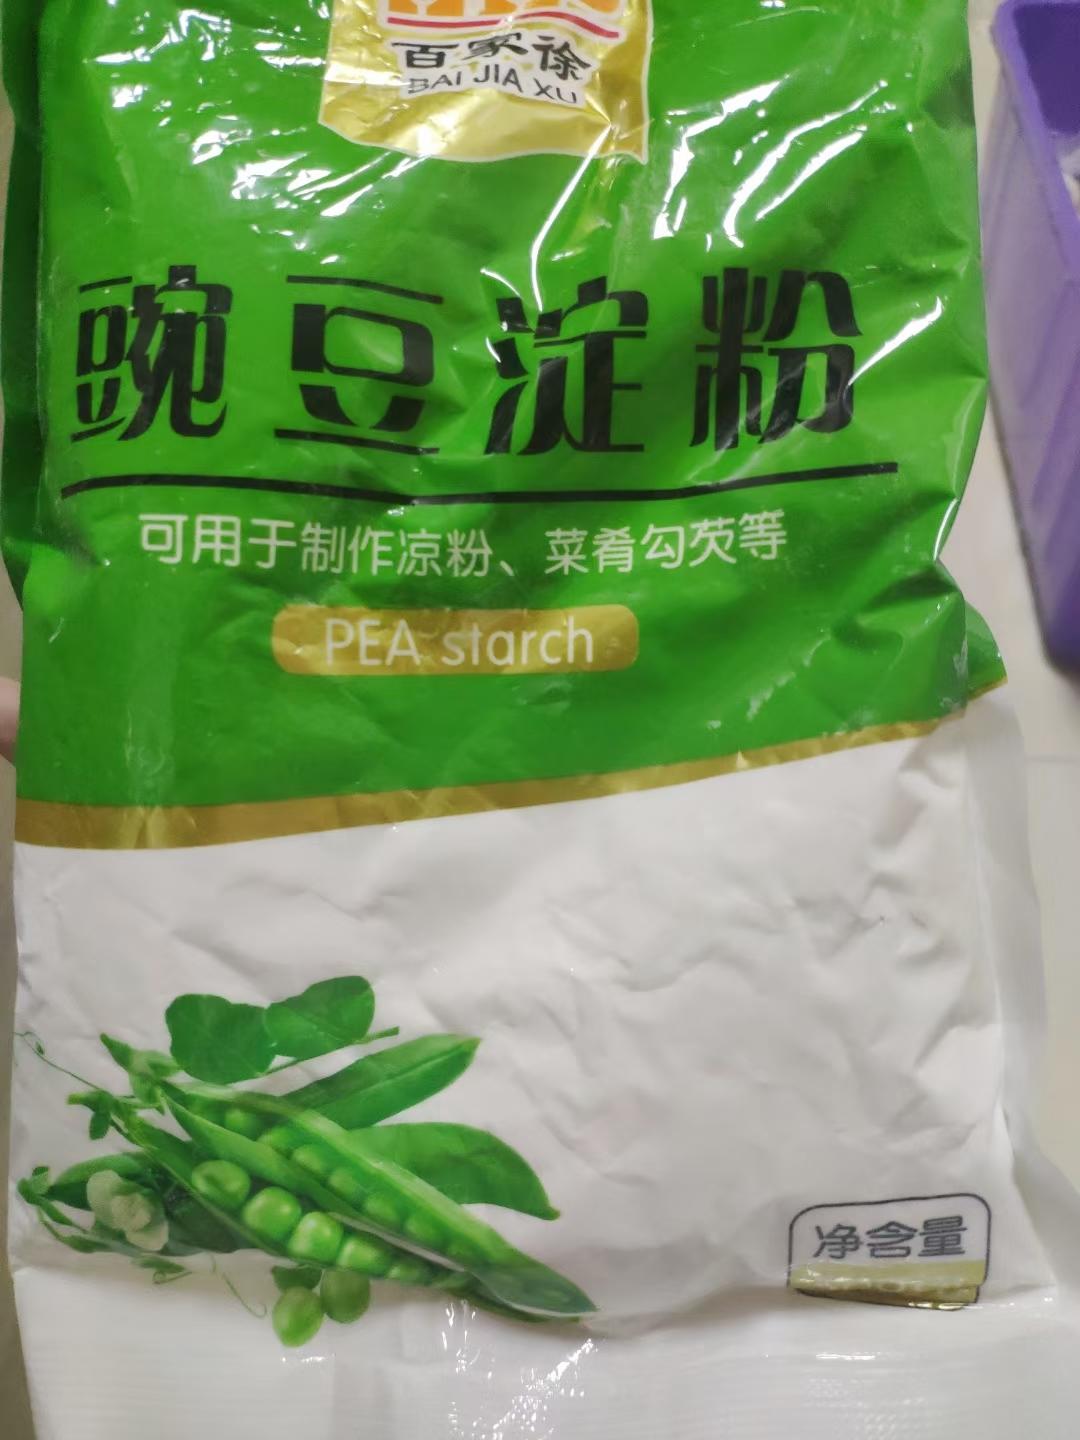 百家徐
BAI JIA XU
豌豆淀粉
可用于制作凉粉、菜肴勾芡等
PEA starch
净含量